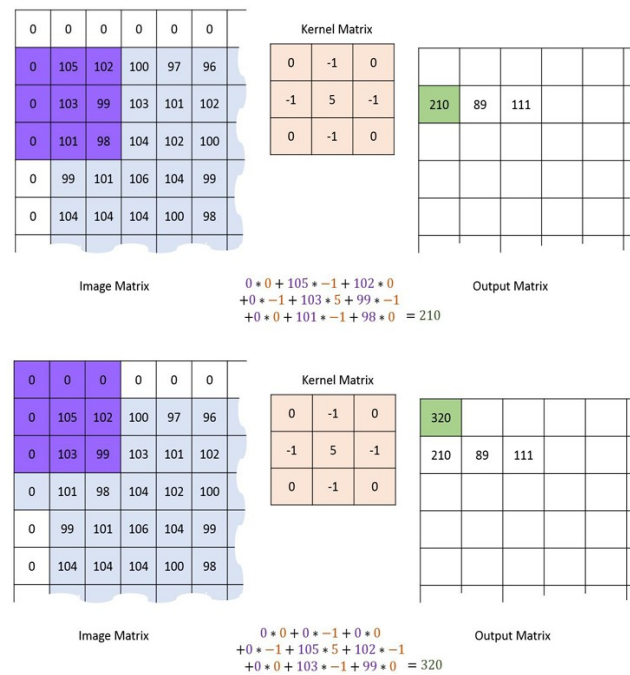 0 0 0 0 0 0
Kernel Matrix
0 105 102 100 97 96
0 103 99 103 101 102
0 101 98 104 102 100
0 99 101 106 104 99
0 104 104 104 100 98
0 -1 0
-1 5 -1
0 -1 0
210 89 111
Image Matrix
0 ∗ 0 + 105 ∗ −1 + 102 ∗ 0
+0 ∗ −1 + 103 ∗ 5 + 99 ∗ −1
+0 ∗ 0 + 101 ∗ −1 + 98 ∗ 0 = 210
Output Matrix
0 0 0 0 0 0
Kernel Matrix
0 105 102 100 97 96
0 103 99 103 101 102
0 101 98 104 102 100
0 99 101 106 104 99
0 104 104 104 100 98
0 -1 0
-1 5 -1
0 -1 0
320
210 89 111
Image Matrix
0 ∗ 0 + 0 ∗ −1 + 0 ∗ 0
+0 ∗ −1 + 105 ∗ 5 + 102 ∗ −1
+0 ∗ 0 + 103 ∗ −1 + 99 ∗ 0 = 320
Output Matrix